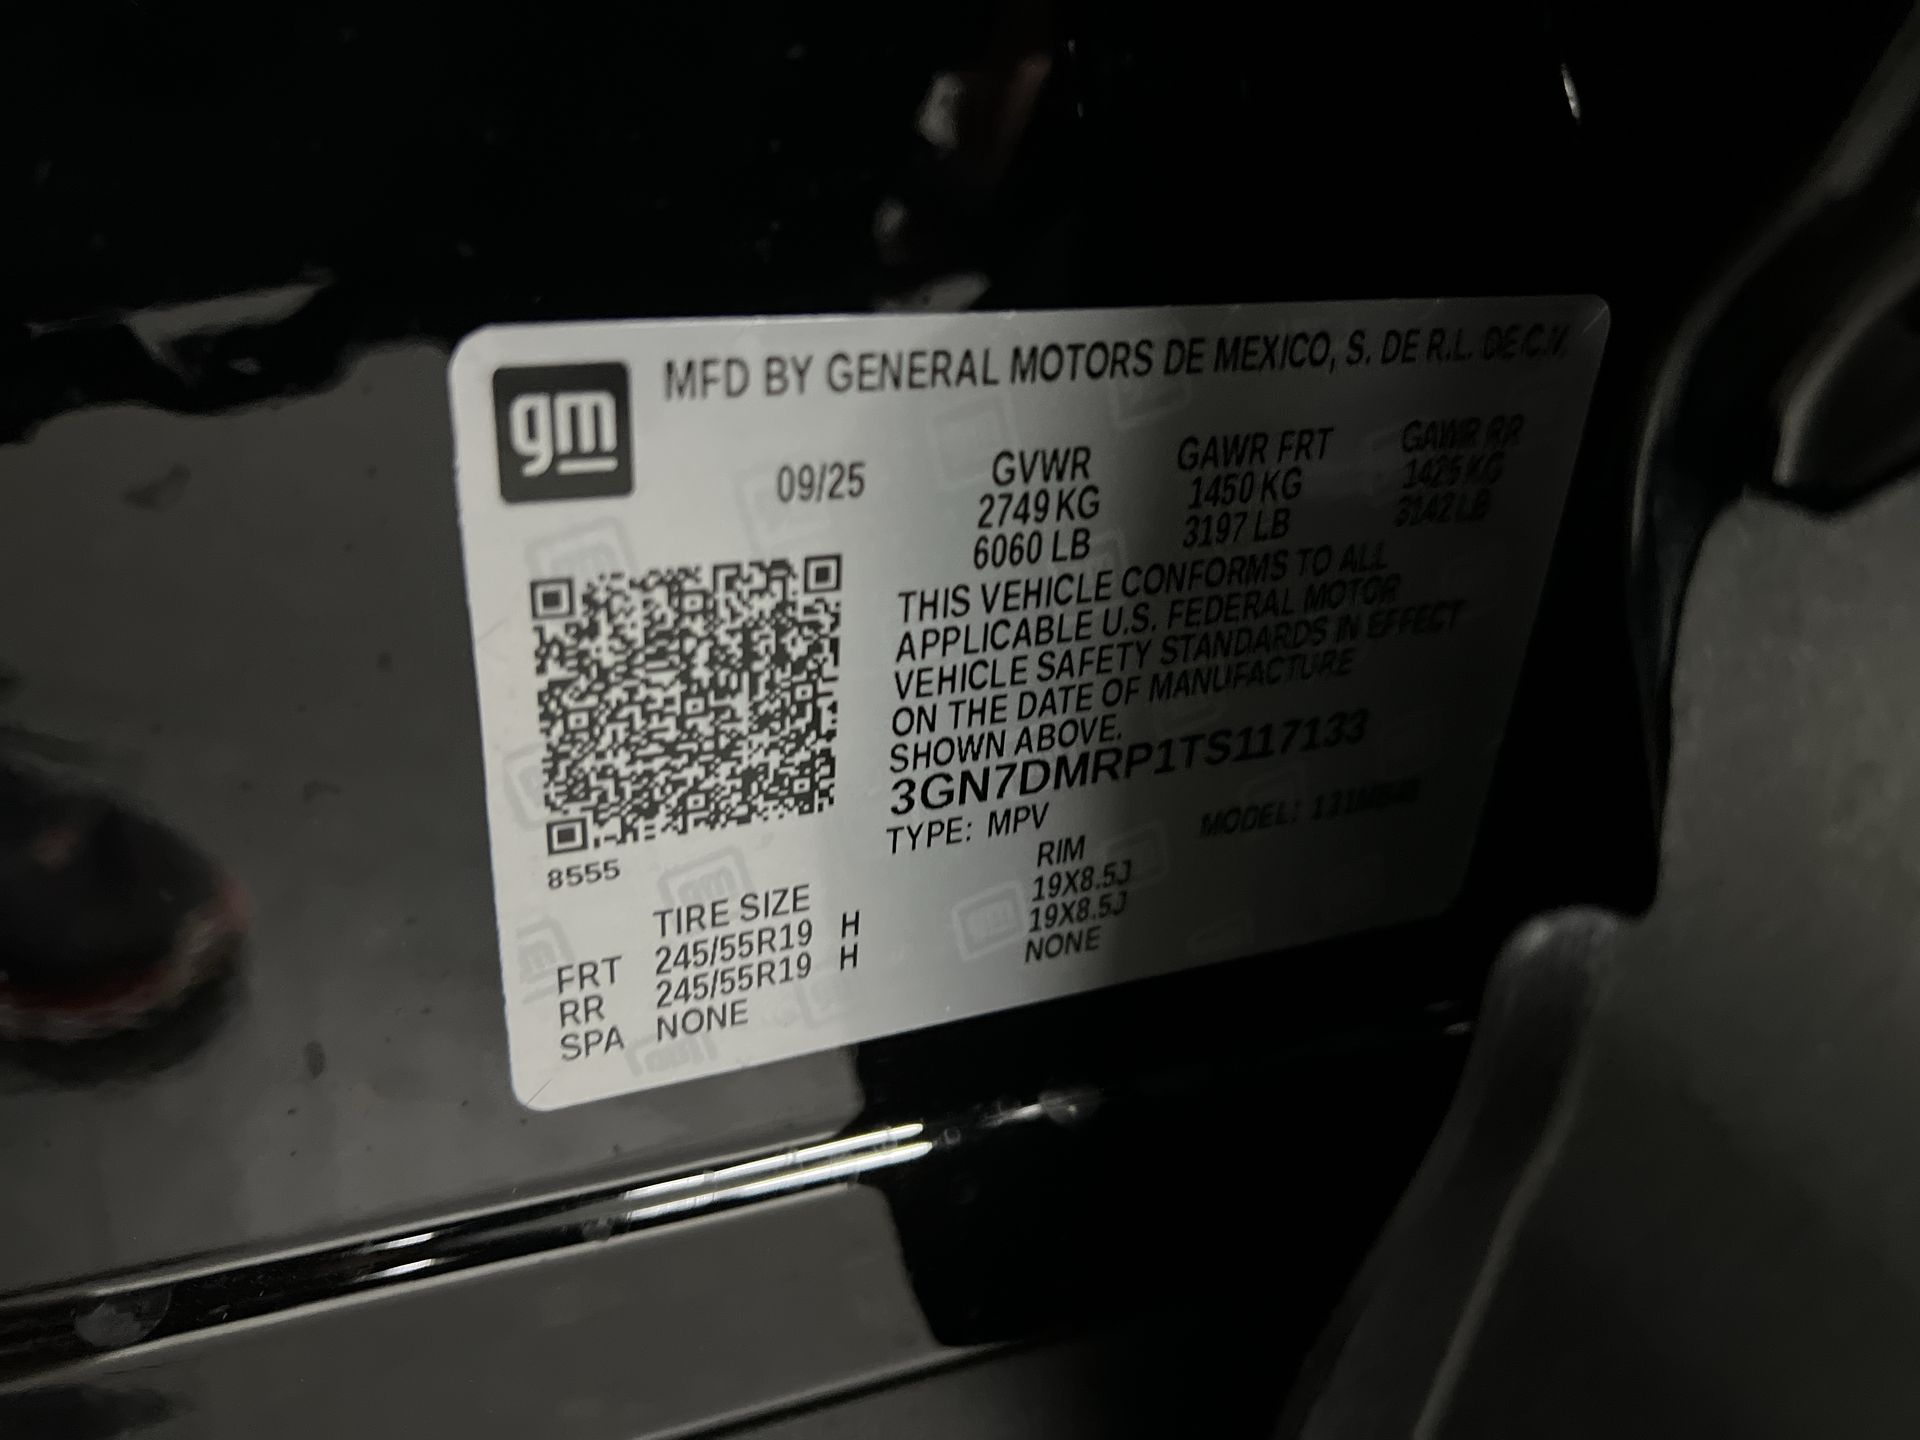 gm
MFD BY GENERAL MOTORS DE MEXICO, S. DE R.L. DE C.V.
09/25
GVWR GAWR FRT GAWR RR
2749 KG 1450 KG 1425 KG
6060 LB 3197 LB 3142 LB
THIS VEHICLE CONFORMS TO ALL
APPLICABLE U.S. FEDERAL MOTOR
VEHICLE SAFETY STANDARDS IN EFFECT
ON THE DATE OF MANUFACTURE
SHOWN ABOVE.
3GN7DMRP1TS117133
TYPE: MPV MODEL:
8555
TIRE SIZE RIM
FRT 245/55R19 H 19X8.5J
RR 245/55R19 H 19X8.5J
SPA NONE NONE